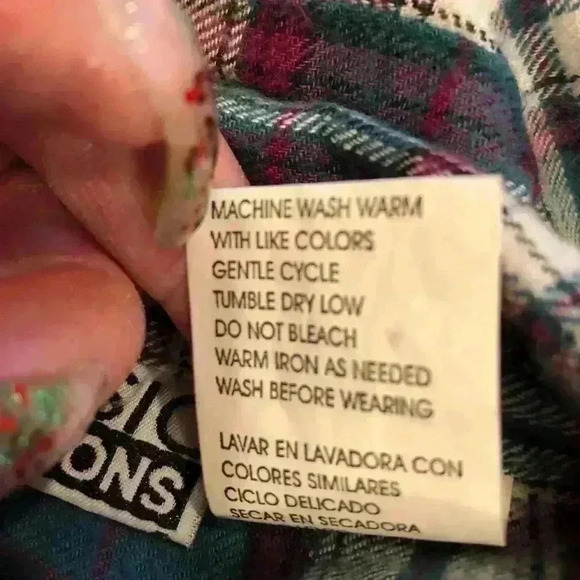 MACHINE WASH WARM
WITH LIKE COLORS
GENTLE CYCLE
TUMBLE DRY LOW
DO NOT BLEACH
WARM IRON AS NEEDED
WASH BEFORE WEARING
LAVAR EN LAVADORA CON
COLORES SIMILARES
CICLO DELICADO
SECAR EN SECADORA